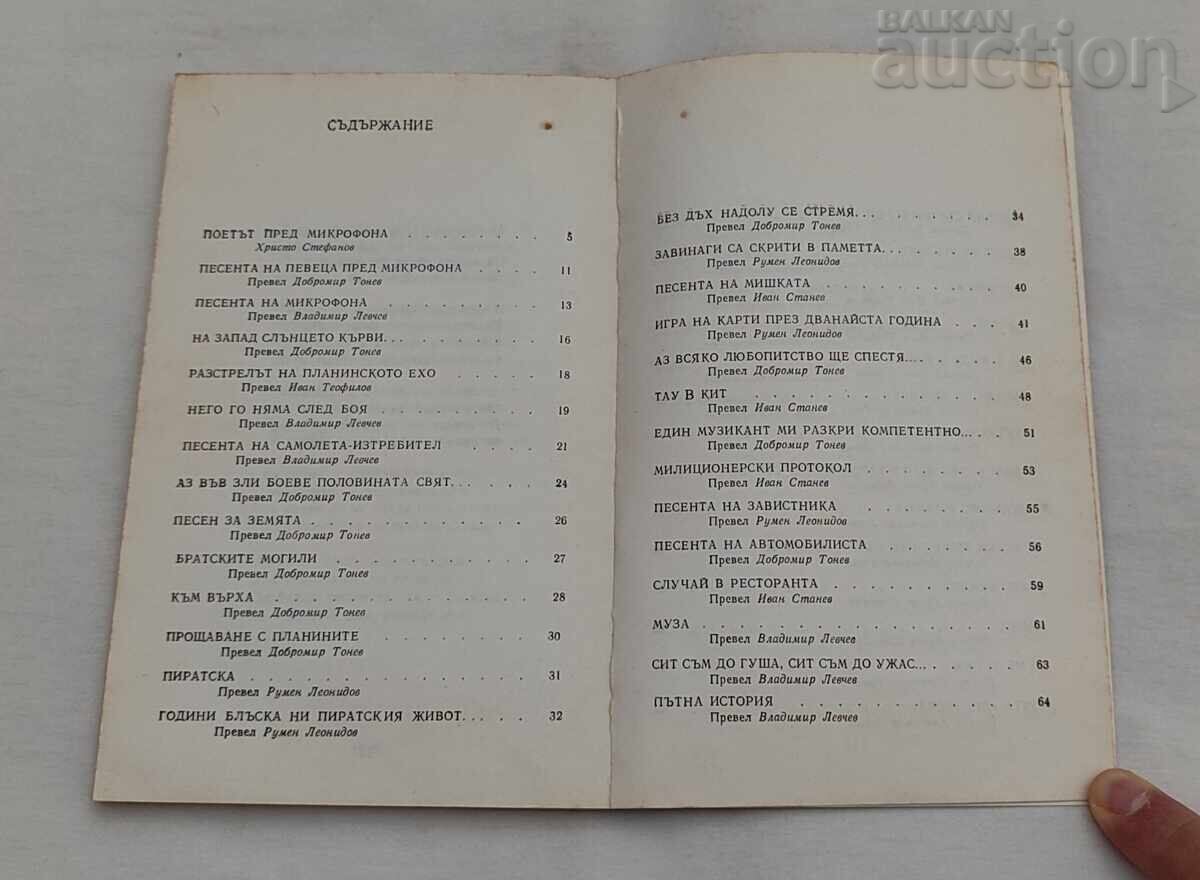 BALKAN
auction
СЪДЪРЖАНИЕ
ПОЕТЪТ ПРЕД МИКРОФОНА . . . . . . . . 5
Христо Стефанов
ПЕСЕНТА НА ПЕВЕЦА ПРЕД МИКРОФОНА . . . . 11
Превел Добромир Тонев
ПЕСЕНТА НА МИКРОФОНА . . . . . . . . . 13
Превел Владимир Левчев
НА ЗАПАД СЛЪНЦЕТО КЪРВИ. . . . . . . . . 16
Превел Добромир Тонев
РАЗСТРЕЛЪТ НА ПЛАНИНСКОТО ЕХО . . . . . . 18
Превел Иван Теофилов
НЕГО ГО НЯМА СЛЕД БОЯ . . . . . . . . . 19
Превел Владимир Левчев
ПЕСЕНТА НА САМОЛЕТА-ИЗТРЕБИТЕЛ . . . . 21
Превел Владимир Левчев
АЗ ВЪВ ЗЛИ БОЕВЕ ПОЛОВИНАТА СВЯТ. . . . . 24
Превел Добромир Тонев
ПЕСЕН ЗА ЗЕМЯТА . . . . . . . . . . . . 26
Превел Добромир Тонев
БРАТСКИТЕ МОГИЛИ . . . . . . . . . . . 27
Превел Добромир Тонев
КЪМ ВЪРХА . . . . . . . . . . . . . . 28
Превел Добромир Тонев
ПРОЩАВАНЕ С ПЛАНИНИТЕ . . . . . . . . 30
Превел Добромир Тонев
ПИРАТСКА . . . . . . . . . . . . . . . 31
Превел Румен Леонидов
ГОДИНИ БЛЪСКА НИ ПИРАТСКИЯ ЖИВОТ. . . . . 32
Превел Румен Леонидов
БЕЗ ДЪХ НАДОЛУ СЕ СТРЕМЯ. . . . . . . . . 34
Превел Добромир Тонев
ЗАВИНАГИ СА СКРИТИ В ПАМЕТТА. . . . . . . . 38
Превел Румен Леонидов
ПЕСЕНТА НА МИШКАТА . . . . . . . . . . 40
Превел Иван Станев
ИГРА НА КАРТИ ПРЕЗ ДВАНАЙСТА ГОДИНА . . . . 41
Превел Румен Леонидов
АЗ ВСЯКО ЛЮБОПИТСТВО ЩЕ СПЕСТЯ. . . . . . . 46
Превел Добромир Тонев
ТАУ В КИТ . . . . . . . . . . . . . . 48
Превел Иван Станев
ЕДИН МУЗИКАНТ МИ РАЗКРИ КОМПЕТЕНТНО. . . . . 51
Превел Добромир Тонев
МИЛИЦИОНЕРСКИ ПРОТОКОЛ . . . . . . . . 53
Превел Иван Станев
ПЕСЕНТА НА ЗАВИСТНИКА . . . . . . . . . 55
Превел Румен Леонидов
ПЕСЕНТА НА АВТОМОБИЛИСТА . . . . . . . 56
Превел Добромир Тонев
СЛУЧАЙ В РЕСТОРАНТА . . . . . . . . . . 59
Превел Иван Станев
МУЗА . . . . . . . . . . . . . . . . . 61
Превел Владимир Левчев
СИТ СЪМ ДО ГУША, СИТ СЪМ ДО УЖАС. . . . . . . 63
Превел Владимир Левчев
ПЪТНА ИСТОРИЯ . . . . . . . . . . . . 64
Превел Владимир Левчев